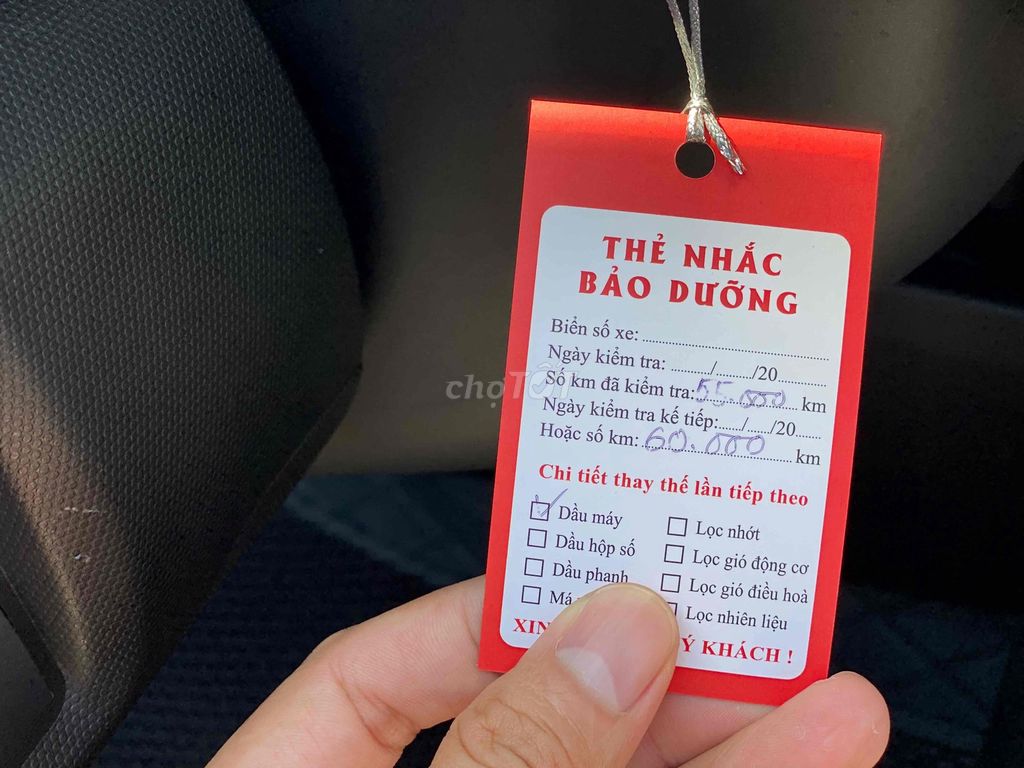 THẺ NHẮC
BẢO DƯỠNG
Biển số xe:
Ngày kiểm tra: ......../......../20........
Số km đã kiểm tra: 55.000 km
Ngày kiểm tra kế tiếp:....../....../20......
Hoặc số km: 60.000 km
Chi tiết thay thế lần tiếp theo
Dầu máy
Lọc nhớt
Dầu hộp số
Lọc gió động cơ
Dầu phanh
Lọc gió điều hoà
Lọc nhiên liệu
KHÁCH !
chợTỐT